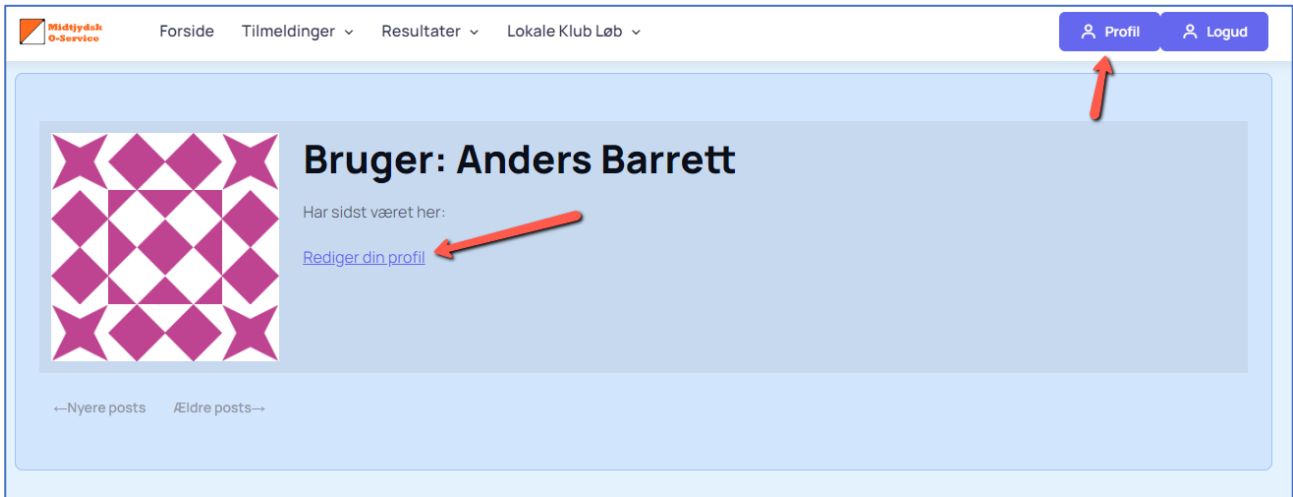 Midtjydsk
O-Service
Forside Tilmeldinger Resultater Lokale Klub Løb Profil Logud
Bruger: Anders Barrett
Har sidst været her:
Rediger din profil
←Nyere posts Ældre posts→